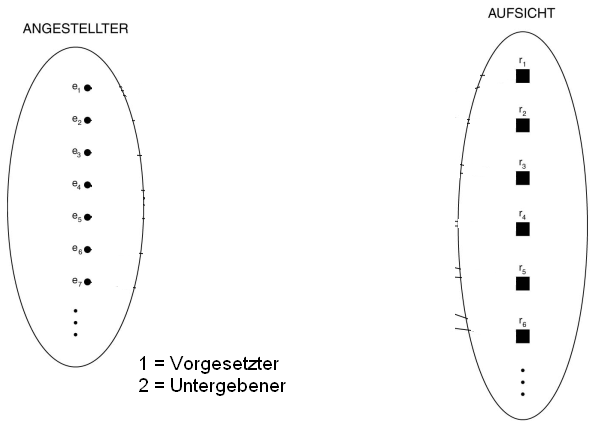 ANGESTELLTER
e1
e2
e3
e4
e5
e6
e7
1 = Vorgesetzter
2 = Untergebener
AUFSICHT
r1
r2
r3
r4
r5
r6